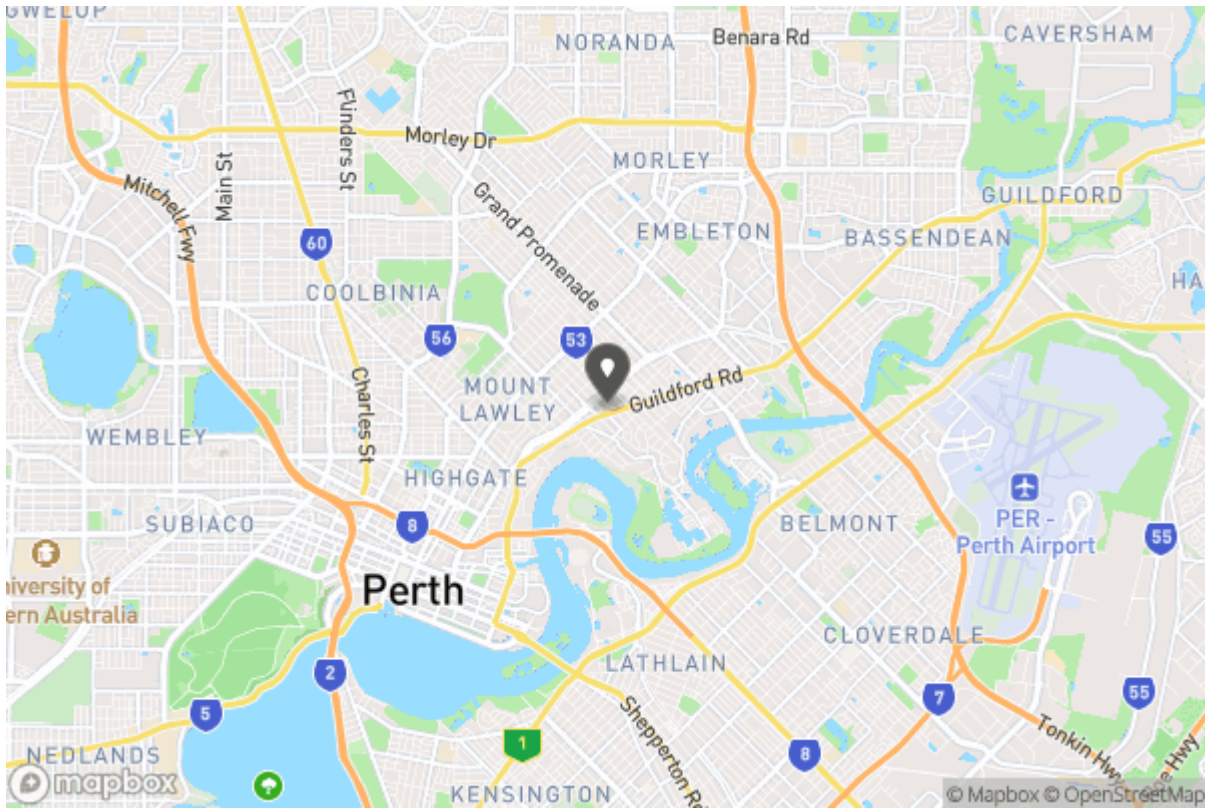 GWELUP
NORANDA
Benara Rd
CAVERSHAM
Flinders St
Morley Dr
MORLEY
Main St
Mitchell Fwy
Grand Promenade
GUILDFORD
EMBLETON
BASSENDEAN
60
HA
COOLBINIA
56
53
MOUNT
LAWLEY
Guildford Rd
Charles St
WEMBLEY
HIGHGATE
SUBIACO
8
BELMONT
PER -
Perth Airport
55
niversity of
ern Australia
Perth
CLOVERDALE
LATHLAIN
2
5
7
55
Shepperton Rd
Tonkin Hwy
e Hwy
1
8
NEDLANDS
mapbox
KENSINGTON
© Mapbox © OpenStreetMap